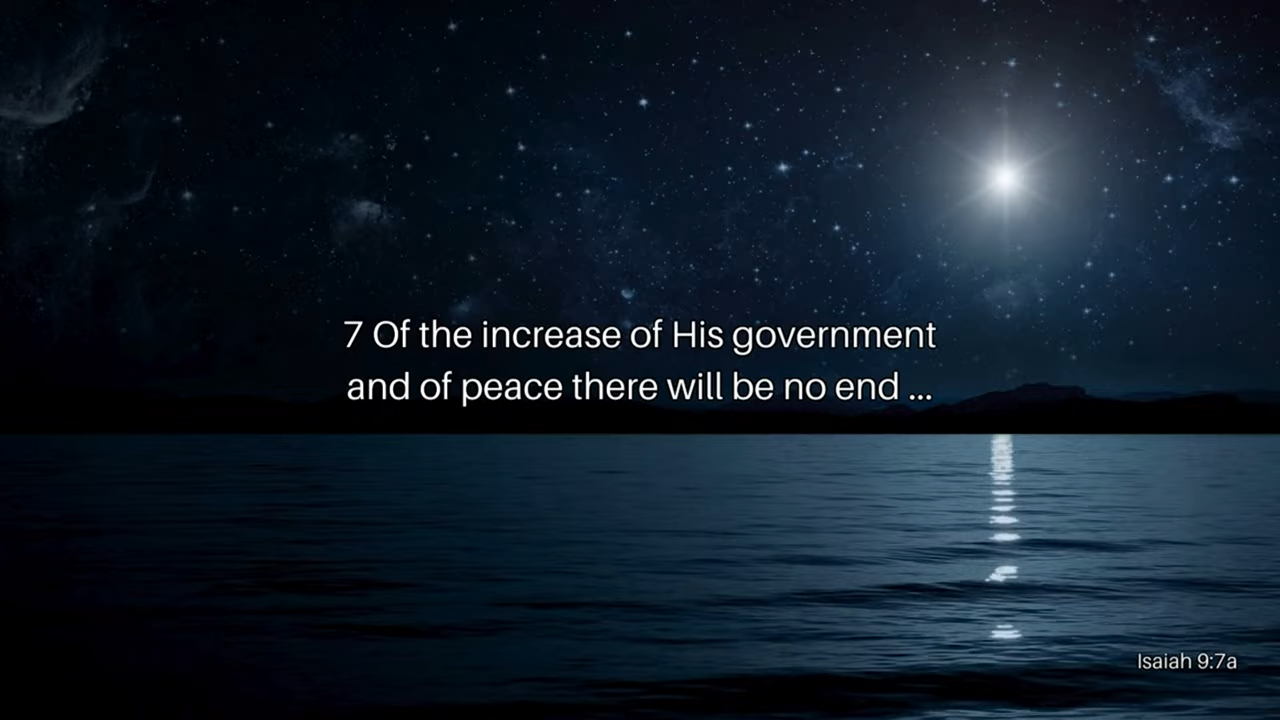 7 Of the increase of His government
and of peace there will be no end ...
Isaiah 9:7a